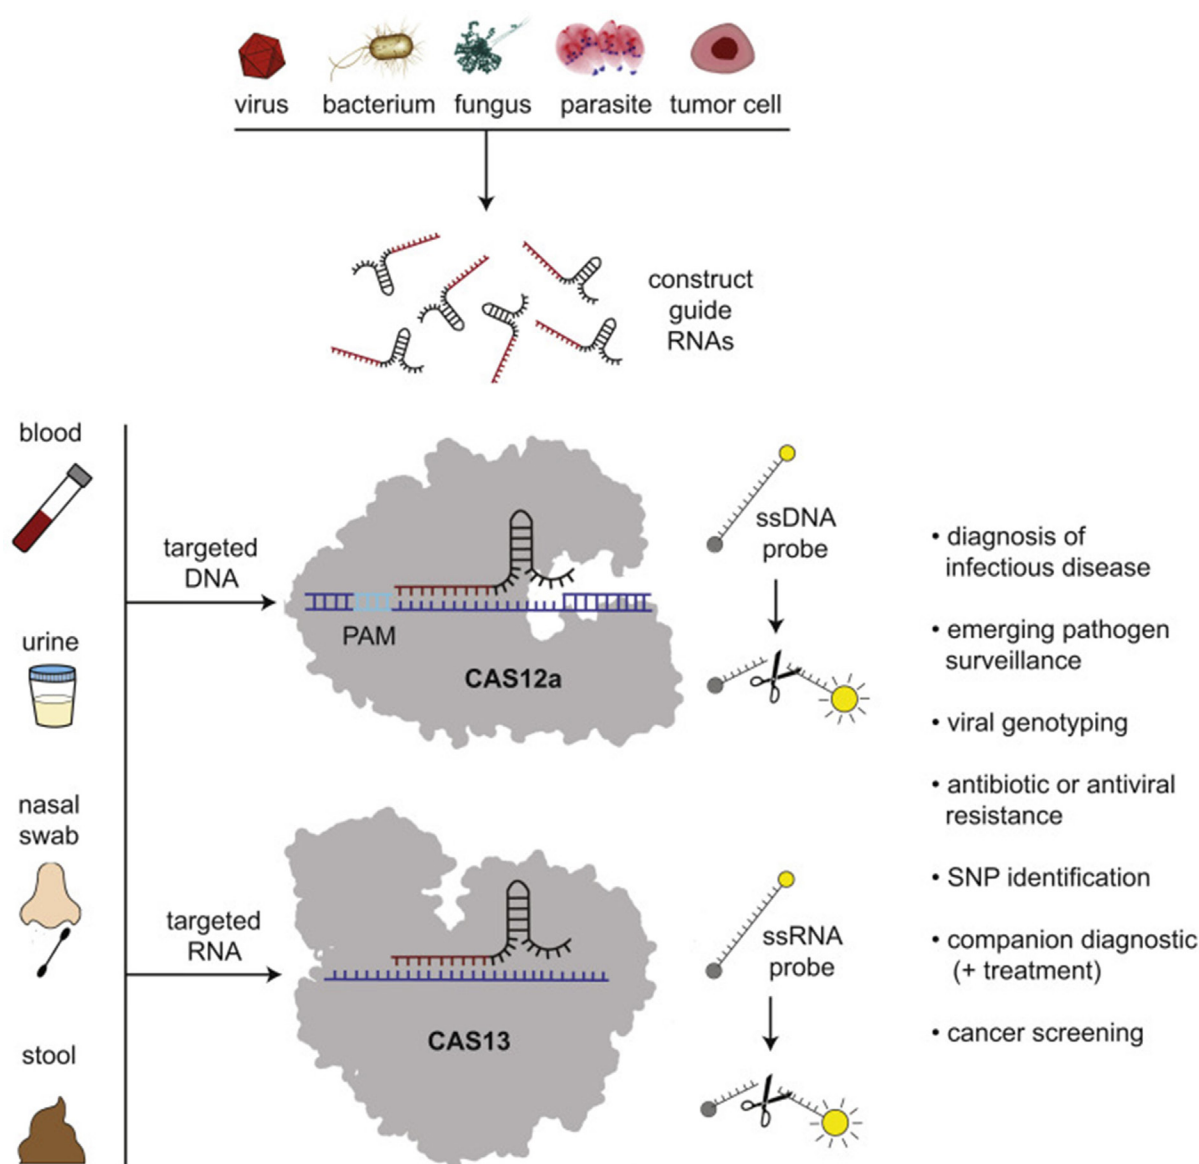 virus
bacterium
fungus
parasite
tumor cell
construct
guide
RNAs
blood
urine
nasal
swab
stool
targeted
DNA
PAM
CAS12a
ssDNA
probe
targeted
RNA
CAS13
ssRNA
probe
• diagnosis of
infectious disease
• emerging pathogen
surveillance
• viral genotyping
• antibiotic or antiviral
resistance
• SNP identification
• companion diagnostic
(+ treatment)
• cancer screening